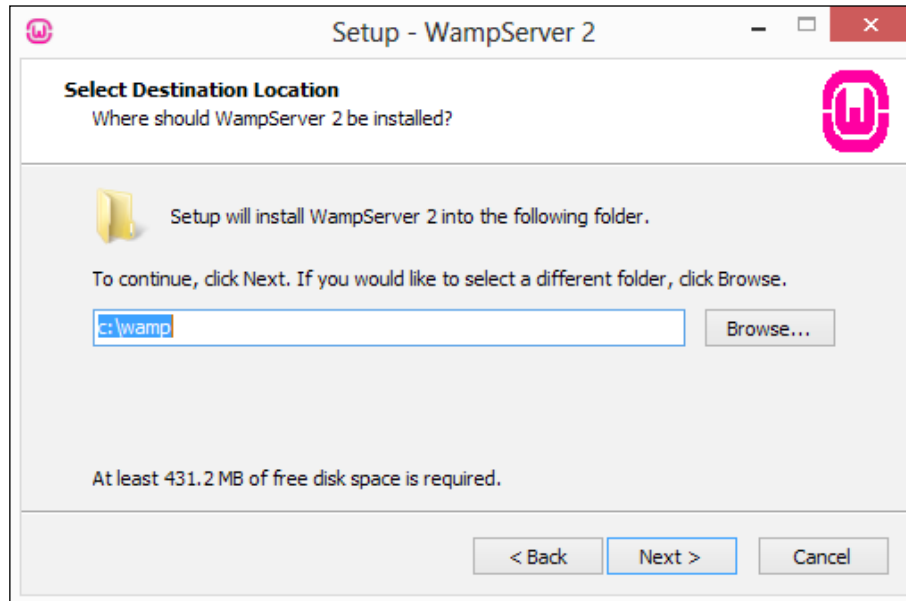 Setup - WampServer 2
Select Destination Location
Where should WampServer 2 be installed?
Setup will install WampServer 2 into the following folder.
To continue, click Next. If you would like to select a different folder, click Browse.
c:\wamp
Browse...
At least 431.2 MB of free disk space is required.
< Back
Next >
Cancel